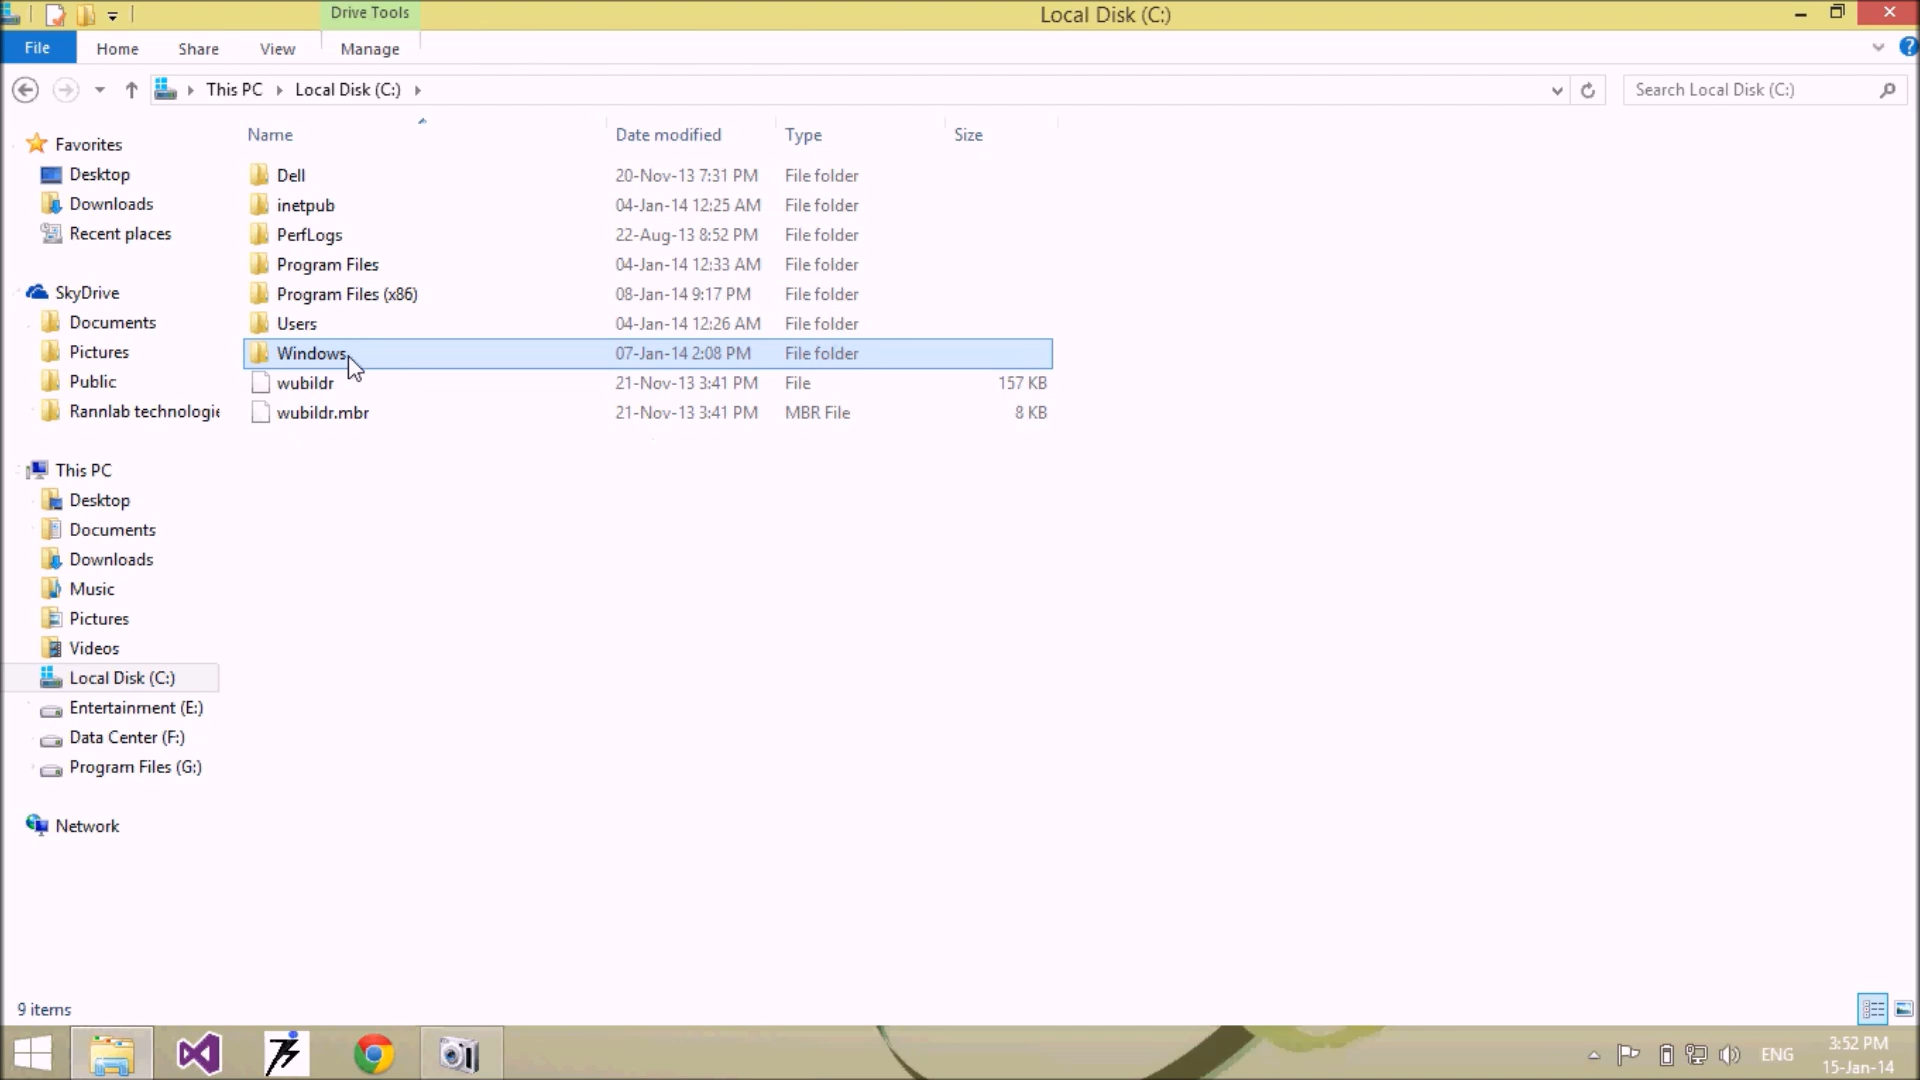 Drive Tools
Local Disk (C:)
File Home Share View Manage
This PC Local Disk (C:)
Search Local Disk (C:)
Name Date modified Type Size
Favorites
Desktop
Downloads
Recent places
SkyDrive
Documents
Pictures
Public
Rannlab technologie
This PC
Desktop
Documents
Downloads
Music
Pictures
Videos
Local Disk (C:)
Entertainment (E:)
Data Center (F:)
Program Files (G:)
Network
Dell 20-Nov-13 7:31 PM File folder
inetpub 04-Jan-14 12:25 AM File folder
PerfLogs 22-Aug-13 8:52 PM File folder
Program Files 04-Jan-14 12:33 AM File folder
Program Files (x86) 08-Jan-14 9:17 PM File folder
Users 04-Jan-14 12:26 AM File folder
Windows 07-Jan-14 2:08 PM File folder
wubildr 21-Nov-13 3:41 PM File 157 KB
wubildr.mbr 21-Nov-13 3:41 PM MBR File 8 KB
9 items
ENG
3:52 PM
15-Jan-14